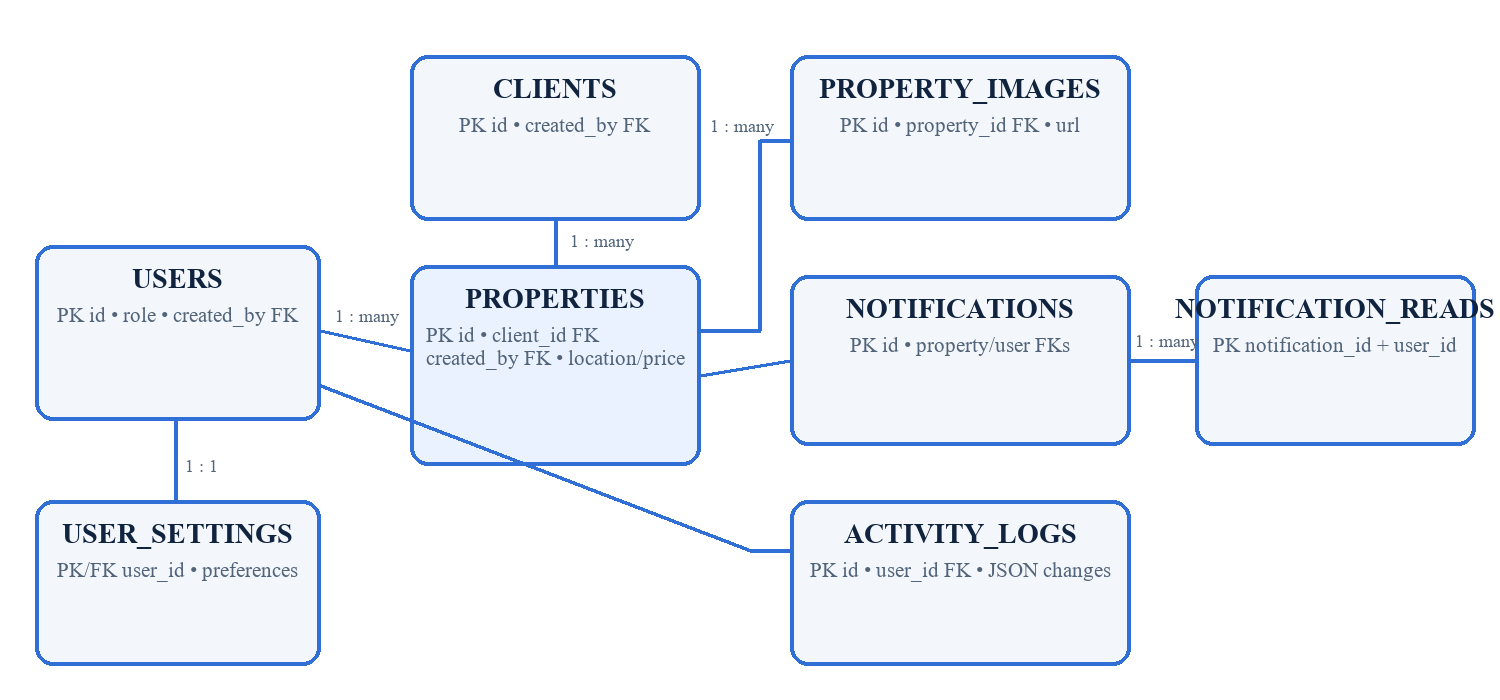 CLIENTS
PK id • created_by FK
1 : many
PROPERTY_IMAGES
PK id • property_id FK • url
1 : many
USERS
PK id • role • created_by FK
1 : many
PROPERTIES
PK id • client_id FK
created_by FK • location/price
NOTIFICATIONS
PK id • property/user FKs
1 : many
NOTIFICATION_READS
PK notification_id + user_id
1 : 1
USER_SETTINGS
PK/FK user_id • preferences
ACTIVITY_LOGS
PK id • user_id FK • JSON changes